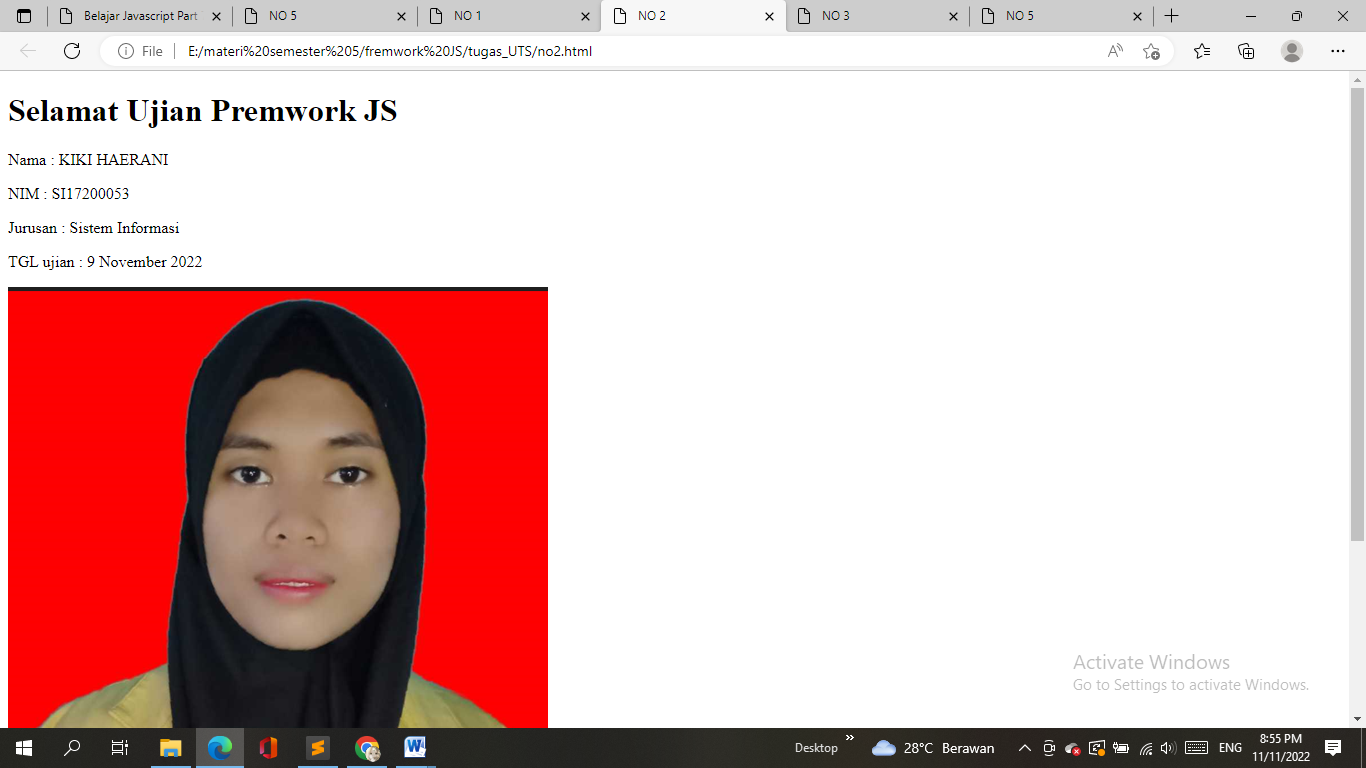 Belajar Javascript Part
NO 5
NO 1
NO 2
NO 3
NO 5
File
E:/materi%20semester%205/fremwork%20JS/tugas_UTS/no2.html
Selamat Ujian Premwork JS
Nama : KIKI HAERANI
NIM : SI17200053
Jurusan : Sistem Informasi
TGL ujian : 9 November 2022
Activate Windows
Go to Settings to activate Windows.
Desktop
28°C Berawan
ENG
8:55 PM
11/11/2022